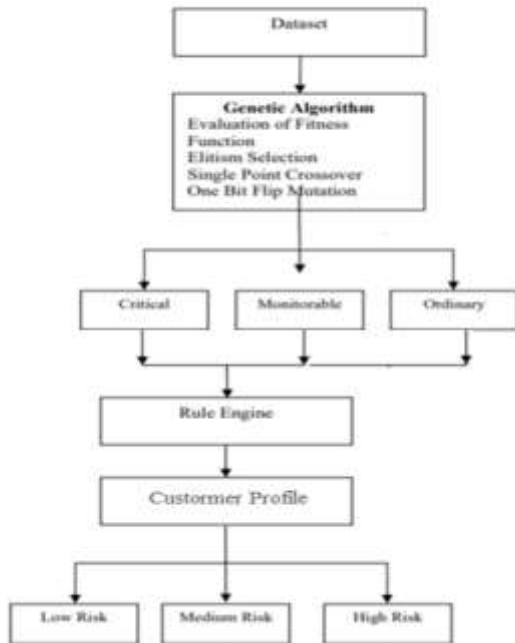 Dataset
Genetic Algorithm
Evaluation of Fitness
Function
Elitism Selection
Single Point Crossover
One Bit Flip Mutation
Critical
Monitorable
Ordinary
Rule Engine
Custormer Profile
Low Risk
Medium Risk
High Risk